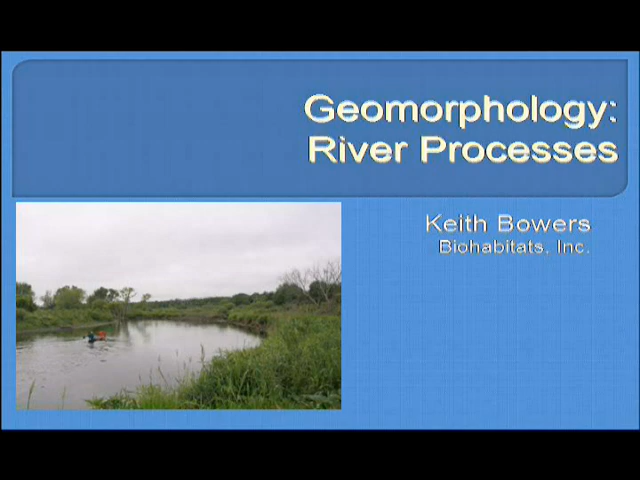 Geomorphology:
River Processes
Keith Bowers
Biohabitats, Inc.